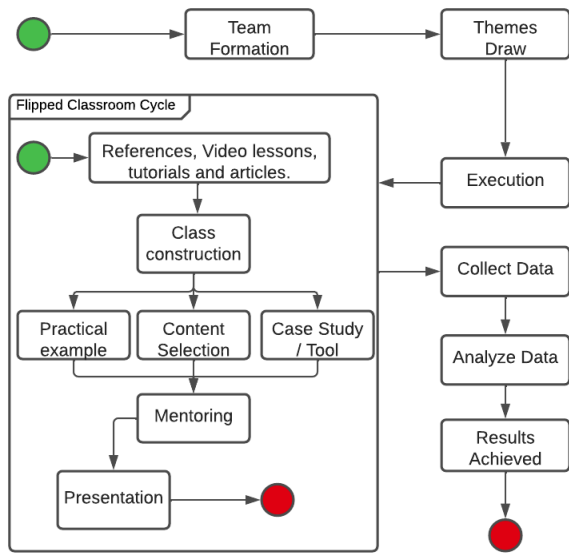 Team
Formation
Themes
Draw
Flipped Classroom Cycle
References, Video lessons,
tutorials and articles.
Execution
Class
construction
Collect Data
Practical
example
Content
Selection
Case Study
/ Tool
Analyze Data
Mentoring
Results
Achieved
Presentation